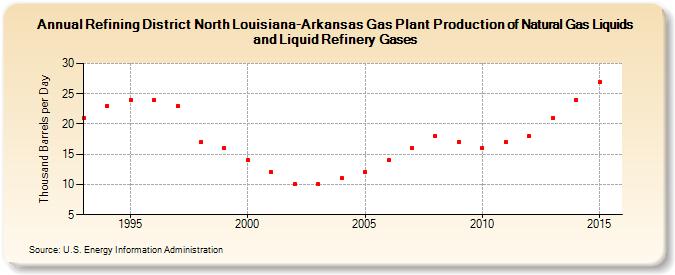 Annual Refining District North Louisiana-Arkansas Gas Plant Production of Natural Gas Liquids
and Liquid Refinery Gases
Thousand Barrels per Day
30
25
20
15
10
5
1995
2000
2005
2010
2015
Source: U.S. Energy Information Administration